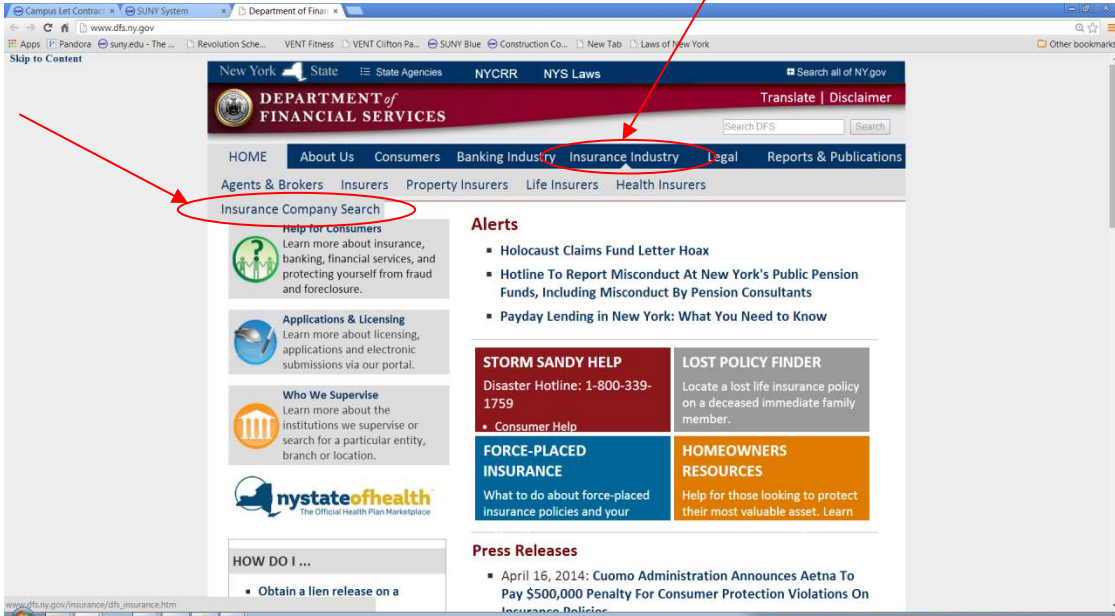 Campus Let Contract
SUNY System
Department of Finan
www.dfs.ny.gov
Apps
Pandora
suny.edu - The ...
Revolution Sche...
VENT Fitness
VENT Clifton Pa...
SUNY Blue
Construction Co...
New Tab
Laws of New York
Other bookmarks
Skip to Content
New York State
State Agencies
NYCRR
NYS Laws
Search all of NY.gov
DEPARTMENT of
FINANCIAL SERVICES
Translate | Disclaimer
Search DFS
Search
HOME
About Us
Consumers
Banking Industry
Insurance Industry
Legal
Reports & Publications
Agents & Brokers
Insurers
Property Insurers
Life Insurers
Health Insurers
Insurance Company Search
Help for Consumers
Learn more about insurance,
banking, financial services, and
protecting yourself from fraud
and foreclosure.
Applications & Licensing
Learn more about licensing,
applications and electronic
submissions via our portal.
Who We Supervise
Learn more about the
institutions we supervise or
search for a particular entity,
branch or location.
nystateofhealth
The Official Health Plan Marketplace
HOW DO I ...
Obtain a lien release on a
Alerts
Holocaust Claims Fund Letter Hoax
Hotline To Report Misconduct At New York's Public Pension
Funds, Including Misconduct By Pension Consultants
Payday Lending in New York: What You Need to Know
STORM SANDY HELP
Disaster Hotline: 1-800-339-
1759
• Consumer Help
LOST POLICY FINDER
Locate a lost life insurance policy
on a deceased immediate family
member.
FORCE-PLACED
INSURANCE
What to do about force-placed
insurance policies and your
HOMEOWNERS
RESOURCES
Help for those looking to protect
their most valuable asset. Learn
Press Releases
April 16, 2014: Cuomo Administration Announces Aetna To
Pay $500,000 Penalty For Consumer Protection Violations On
Insurance Policies
www.dfs.ny.gov/insurance/dfs_insurance.htm